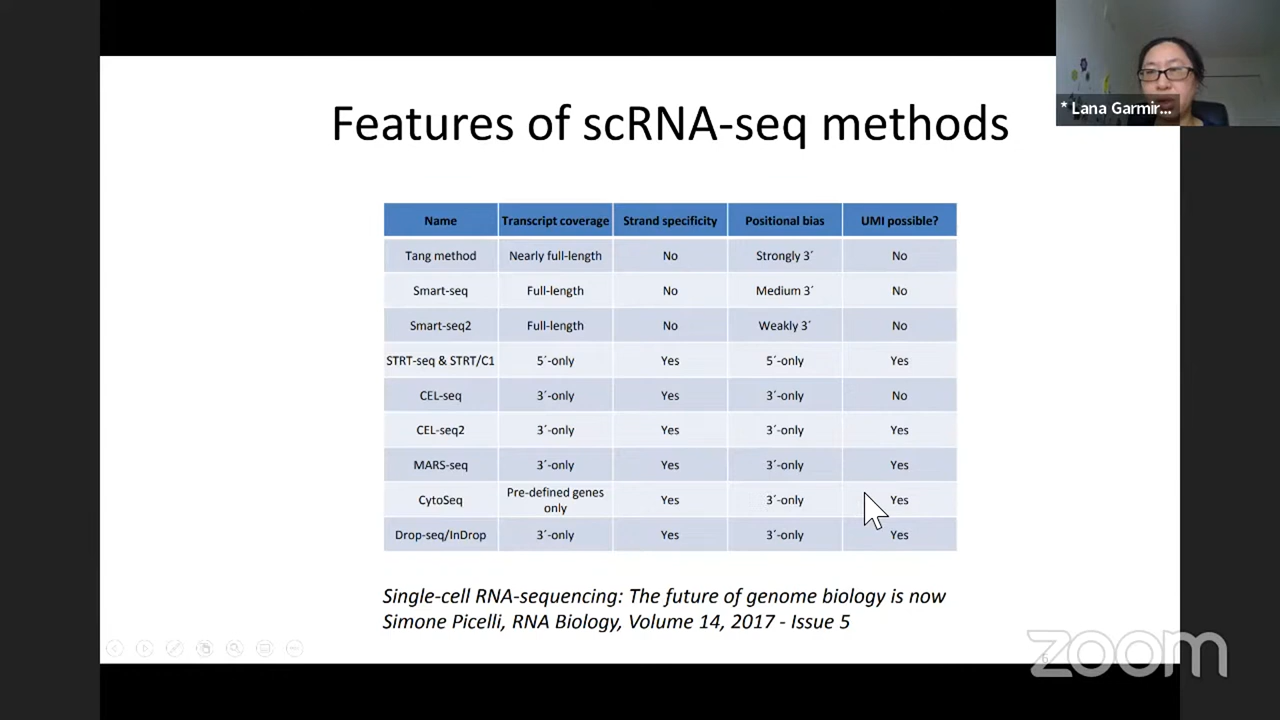 * Lana Garmir...
Features of scRNA-seq methods
Name Transcript coverage Strand specificity Positional bias UMI possible?
Tang method Nearly full-length No Strongly 3´ No
Smart-seq Full-length No Medium 3´ No
Smart-seq2 Full-length No Weakly 3´ No
STRT-seq & STRT/C1 5´-only Yes 5´-only Yes
CEL-seq 3´-only Yes 3´-only No
CEL-seq2 3´-only Yes 3´-only Yes
MARS-seq 3´-only Yes 3´-only Yes
CytoSeq Pre-defined genes only Yes 3´-only Yes
Drop-seq/InDrop 3´-only Yes 3´-only Yes
Single-cell RNA-sequencing: The future of genome biology is now
Simone Picelli, RNA Biology, Volume 14, 2017 - Issue 5
6
zoom